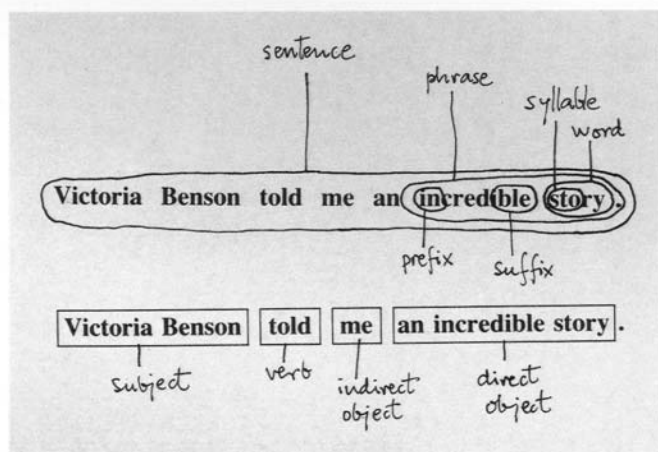 sentence
phrase
syllable
word
Victoria Benson told me an incredible story.
prefix
suffix
Victoria Benson told me an incredible story.
subject
verb
indirect
object
direct
object